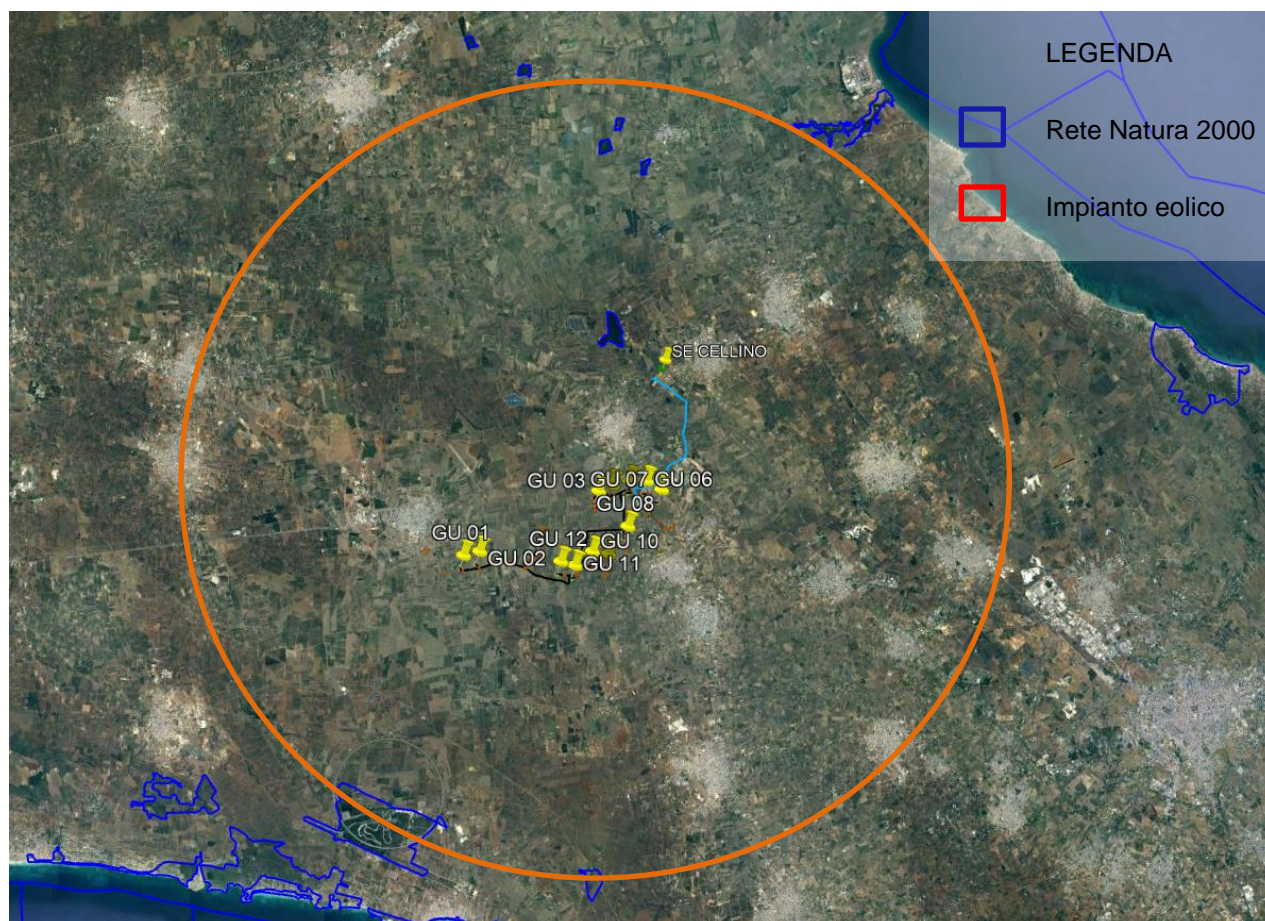 LEGENDA
Rete Natura 2000
Impianto eolico
SE CELLINO
GU 03
GU 07
GU 06
GU 08
GU 01
GU 02
GU 12
GU 10
GU 11